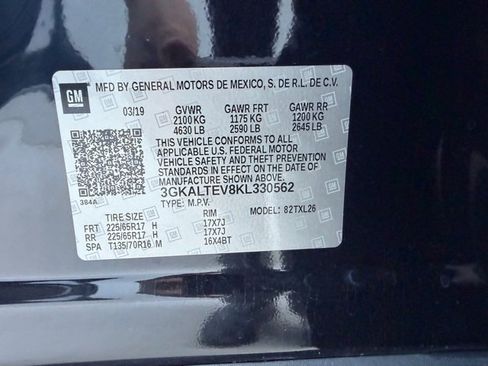 GM
MFD BY GENERAL MOTORS DE MEXICO, S. DE R.L. DE C.V.
03/19 GVWR GAWR FRT GAWR RR
2100 KG 1175 KG 1200 KG
4630 LB 2590 LB 2645 LB
THIS VEHICLE CONFORMS TO ALL
APPLICABLE U.S. FEDERAL MOTOR
VEHICLE SAFETY AND THEFT PREVENTION
STANDARDS IN EFFECT ON THE DATE OF
MANUFACTURE SHOWN ABOVE.
384A 3GKALTEV8KL330562
TYPE: M.P.V. MODEL: 82TXL26
TIRE SIZE RIM
FRT 225/65R17 H 17X7J
RR 225/65R17 H 17X7J
SPA T135/70R16 M 16X4BT